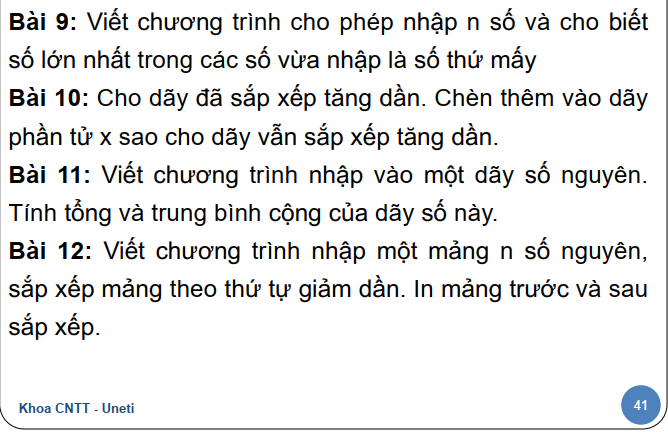 Bài 9: Viết chương trình cho phép nhập n số và cho biết
số lớn nhất trong các số vừa nhập là số thứ mấy
Bài 10: Cho dãy đã sắp xếp tăng dần. Chèn thêm vào dãy
phần tử x sao cho dãy vẫn sắp xếp tăng dần.
Bài 11: Viết chương trình nhập vào một dãy số nguyên.
Tính tổng và trung bình cộng của dãy số này.
Bài 12: Viết chương trình nhập một mảng n số nguyên,
sắp xếp mảng theo thứ tự giảm dần. In mảng trước và sau
sắp xếp.
Khoa CNTT - Uneti
41